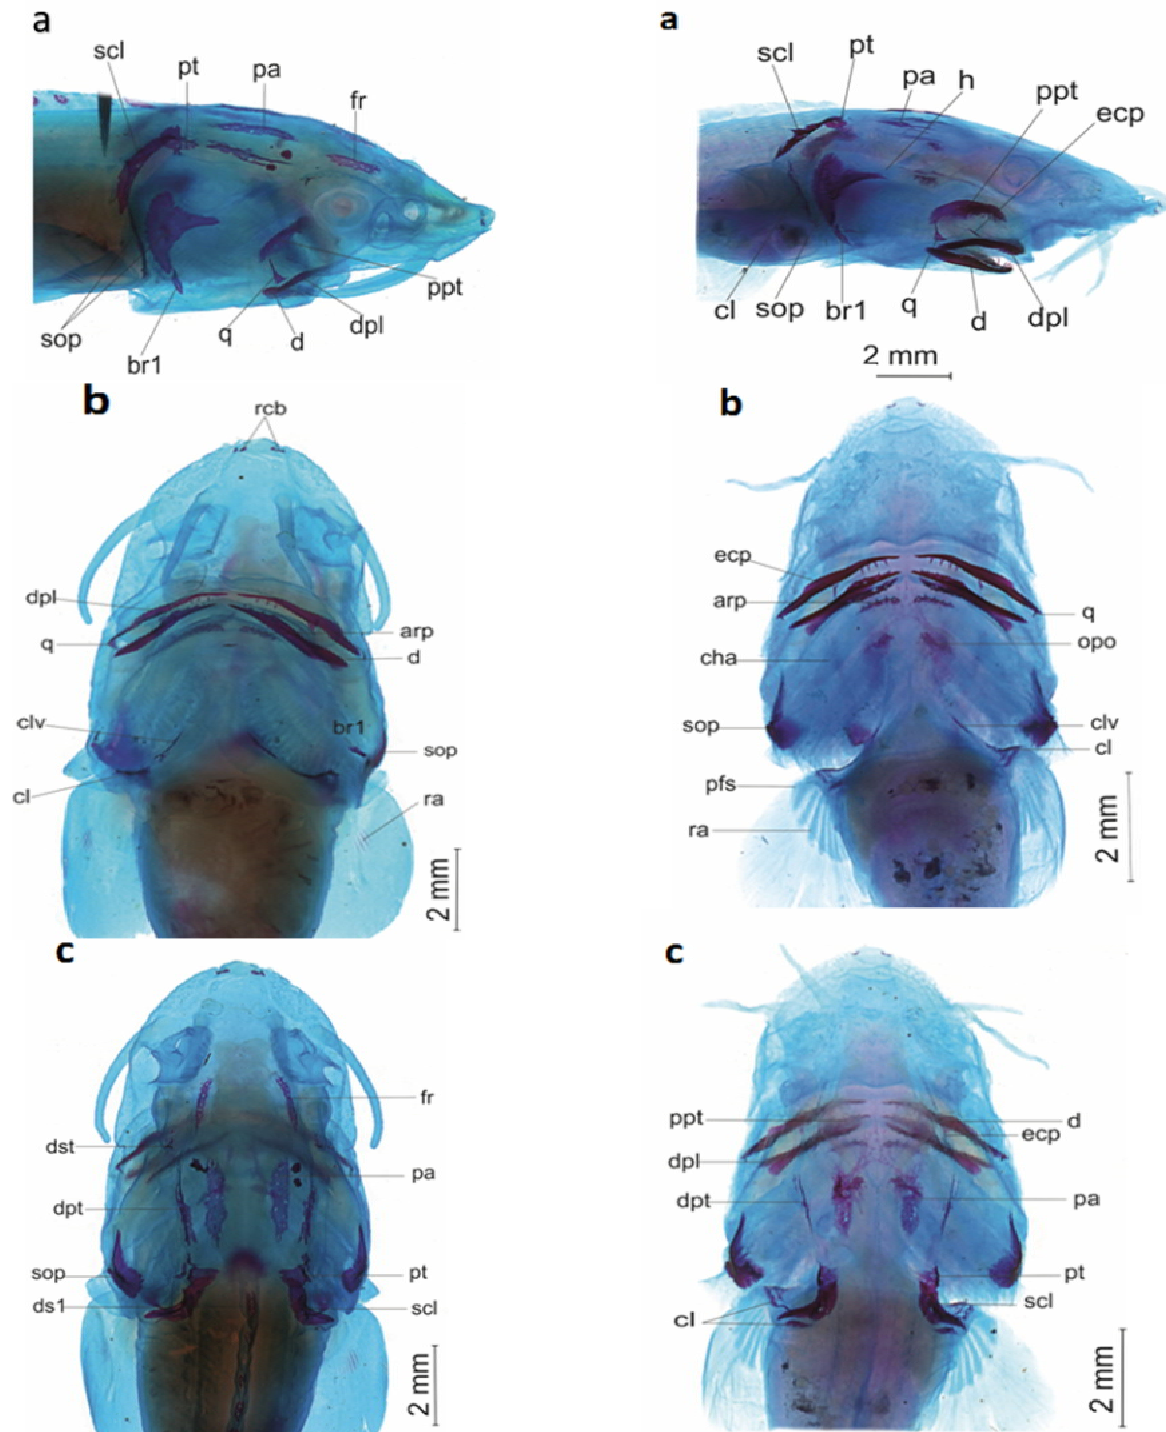 a
scl
pt
pa
fr
ppt
dpl
d
q
br1
sop
a
scl
pt
pa
h
ppt
ecp
cl
sop
br1
q
d
dpl
2 mm
b
rcb
dpl
q
arp
d
clv
br1
sop
cl
ra
2 mm
b
ecp
arp
q
opo
cha
sop
clv
cl
pfs
ra
2 mm
c
fr
dst
pa
dpt
sop
pt
ds1
scl
2 mm
c
ppt
d
ecp
dpl
dpt
pa
pt
scl
cl
2 mm